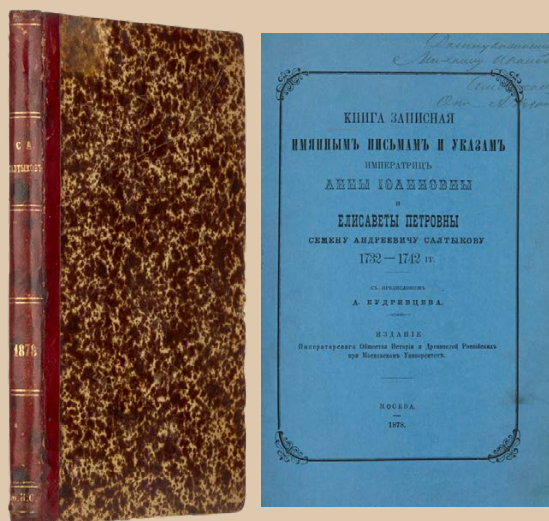 С А
САЛТЫКОВЪ
1878
КНИГА ЗАПИСНАЯ
ИМЯННЫМЪ ПИСЬМАМЪ И УКАЗАМЪ
ИМПЕРАТРИЦЪ
АННЫ ІОАННОВНЫ
и
ЕЛИСАВЕТЫ ПЕТРОВНЫ
СЕМЕНУ АНДРЕЕВИЧУ САЛТЫКОВУ
1732—1742 гг.
СЪ ПРЕДИСЛОВІЕМЪ
А. КУДРЯВЦЕВА.
ИЗДАНІЕ
Императорскаго Общества Исторіи и Древностей Россійскихъ
при Московскомъ Университетѣ.
МОСКВА.
1878.